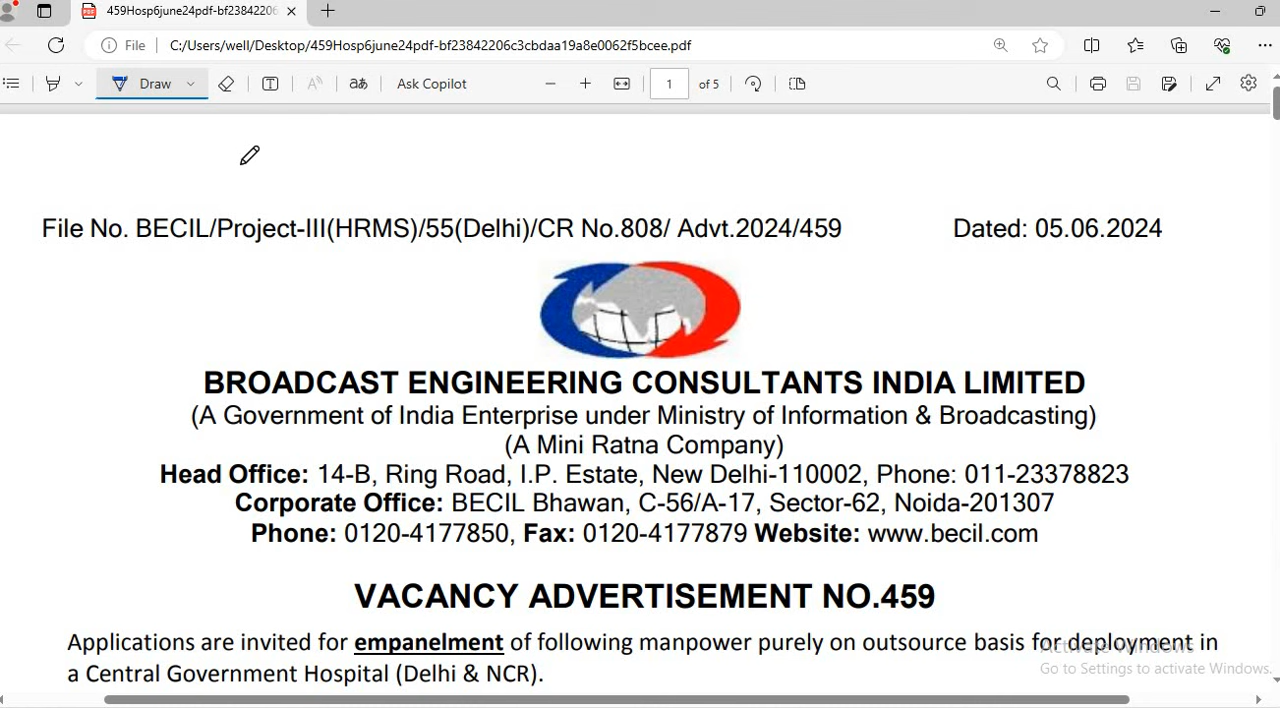 459Hosp6june24pdf-bf23842206
File C:/Users/well/Desktop/459Hosp6june24pdf-bf23842206c3cbdaa19a8e0062f5bcee.pdf
Draw aあ Ask Copilot 1 of 5
File No. BECIL/Project-III(HRMS)/55(Delhi)/CR No.808/ Advt.2024/459 Dated: 05.06.2024
BROADCAST ENGINEERING CONSULTANTS INDIA LIMITED
(A Government of India Enterprise under Ministry of Information & Broadcasting)
(A Mini Ratna Company)
Head Office: 14-B, Ring Road, I.P. Estate, New Delhi-110002, Phone: 011-23378823
Corporate Office: BECIL Bhawan, C-56/A-17, Sector-62, Noida-201307
Phone: 0120-4177850, Fax: 0120-4177879 Website: www.becil.com
VACANCY ADVERTISEMENT NO.459
Applications are invited for empanelment of following manpower purely on outsource basis for deployment in
a Central Government Hospital (Delhi & NCR).
Activate Windows
Go to Settings to activate Windows.